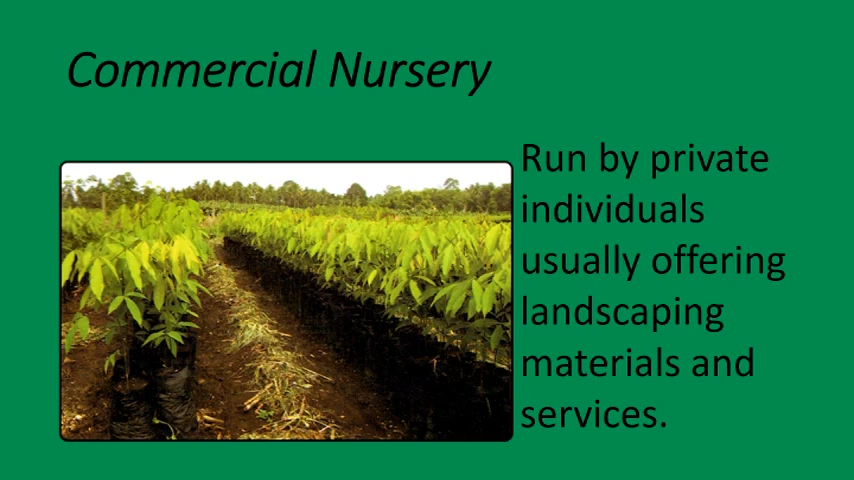 Commercial Nursery
Run by private
individuals
usually offering
landscaping
materials and
services.